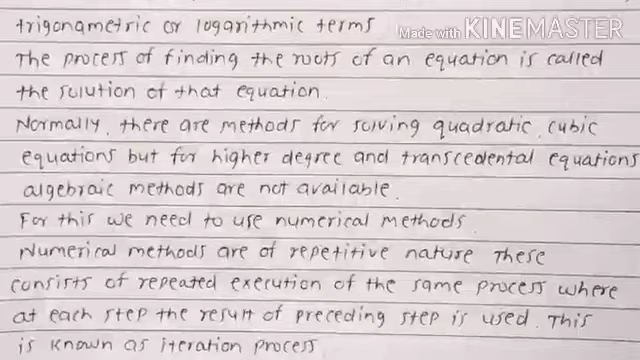 trigonametric or logarithmic terms
Made with KINEMASTER
The process of finding the roots of an equation is called
the solution of that equation.
Normally, there are methods for solving quadratic, cubic
equations but for higher degree and transcedental equations
algebraic methods are not available.
For this we need to use numerical methods.
Numerical methods are of repetitive nature These
consists of repeated execution of the same process where
at each step the result of preceding step is used. This
is known as iteration process